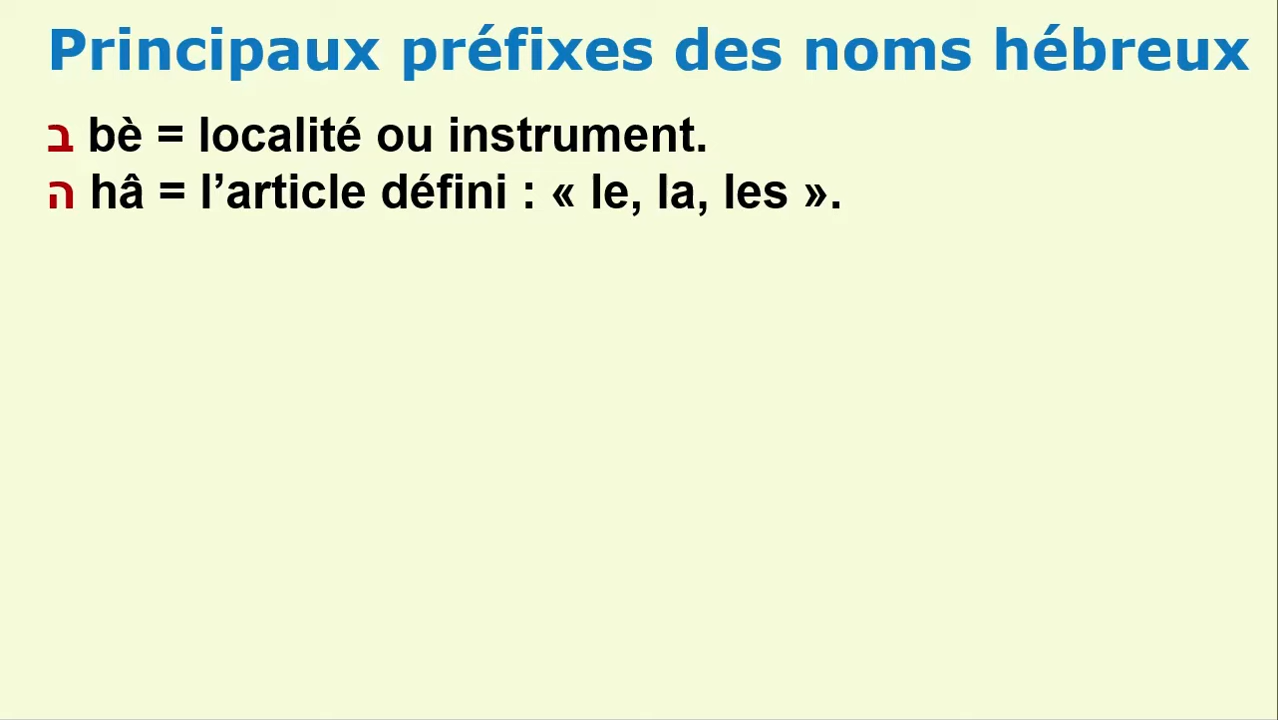 Principaux préfixes des noms hébreux
ב bè = localité ou instrument.
ה hâ = l’article défini : « le, la, les ».